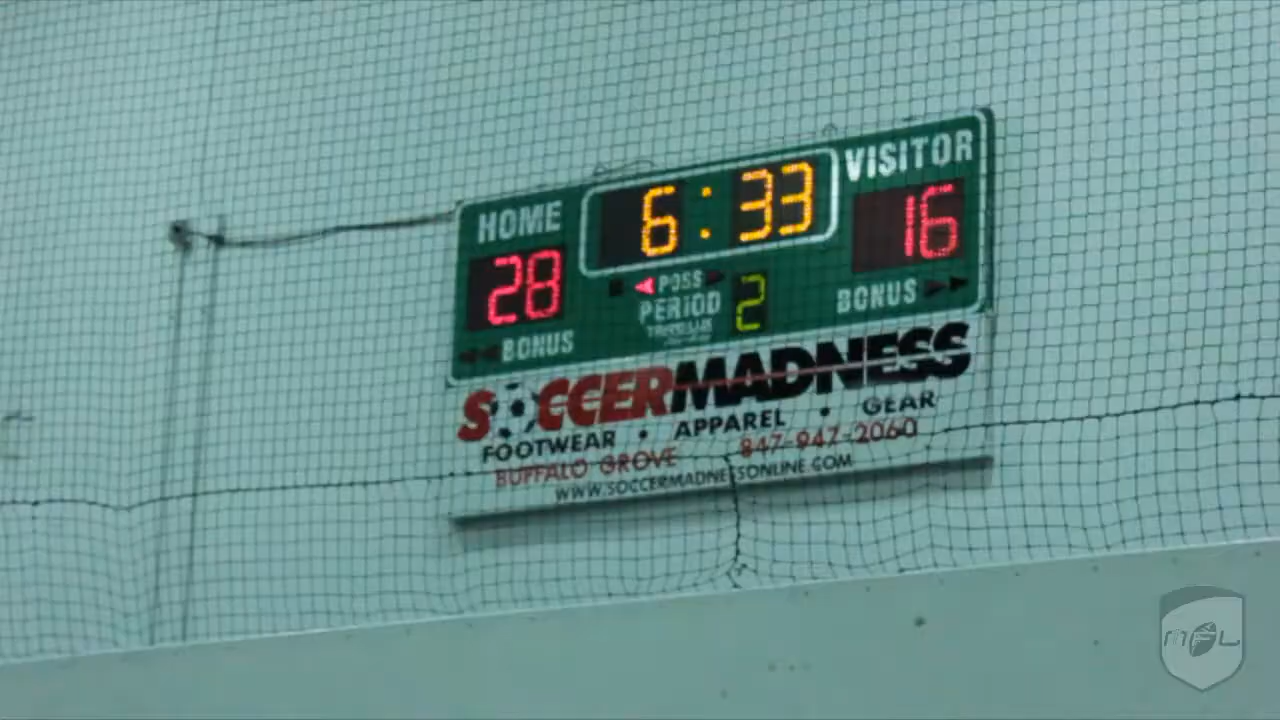 HOME
6:33
VISITOR
28
16
POSS
PERIOD 2
BONUS
BONUS
SOCCERMADNESS
FOOTWEAR • APPAREL • GEAR
BUFFALO GROVE 847-947-2060
WWW.SOCCERMADNESSONLINE.COM
MFL